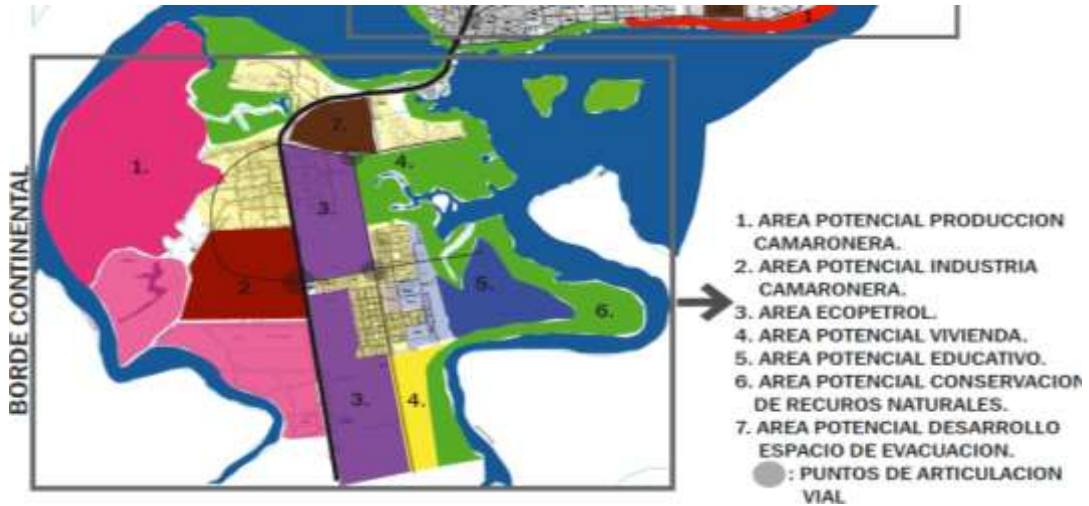 1.
1.
7.
4.
3.
2.
5.
6.
3.
4.
BORDE CONTINENTAL
1. AREA POTENCIAL PRODUCCION
CAMARONERA.
2. AREA POTENCIAL INDUSTRIA
CAMARONERA.
3. AREA ECOPETROL.
4. AREA POTENCIAL VIVIENDA.
5. AREA POTENCIAL EDUCATIVO.
6. AREA POTENCIAL CONSERVACION
DE RECUROS NATURALES.
7. AREA POTENCIAL DESARROLLO
ESPACIO DE EVACUACION.
: PUNTOS DE ARTICULACION
VIAL